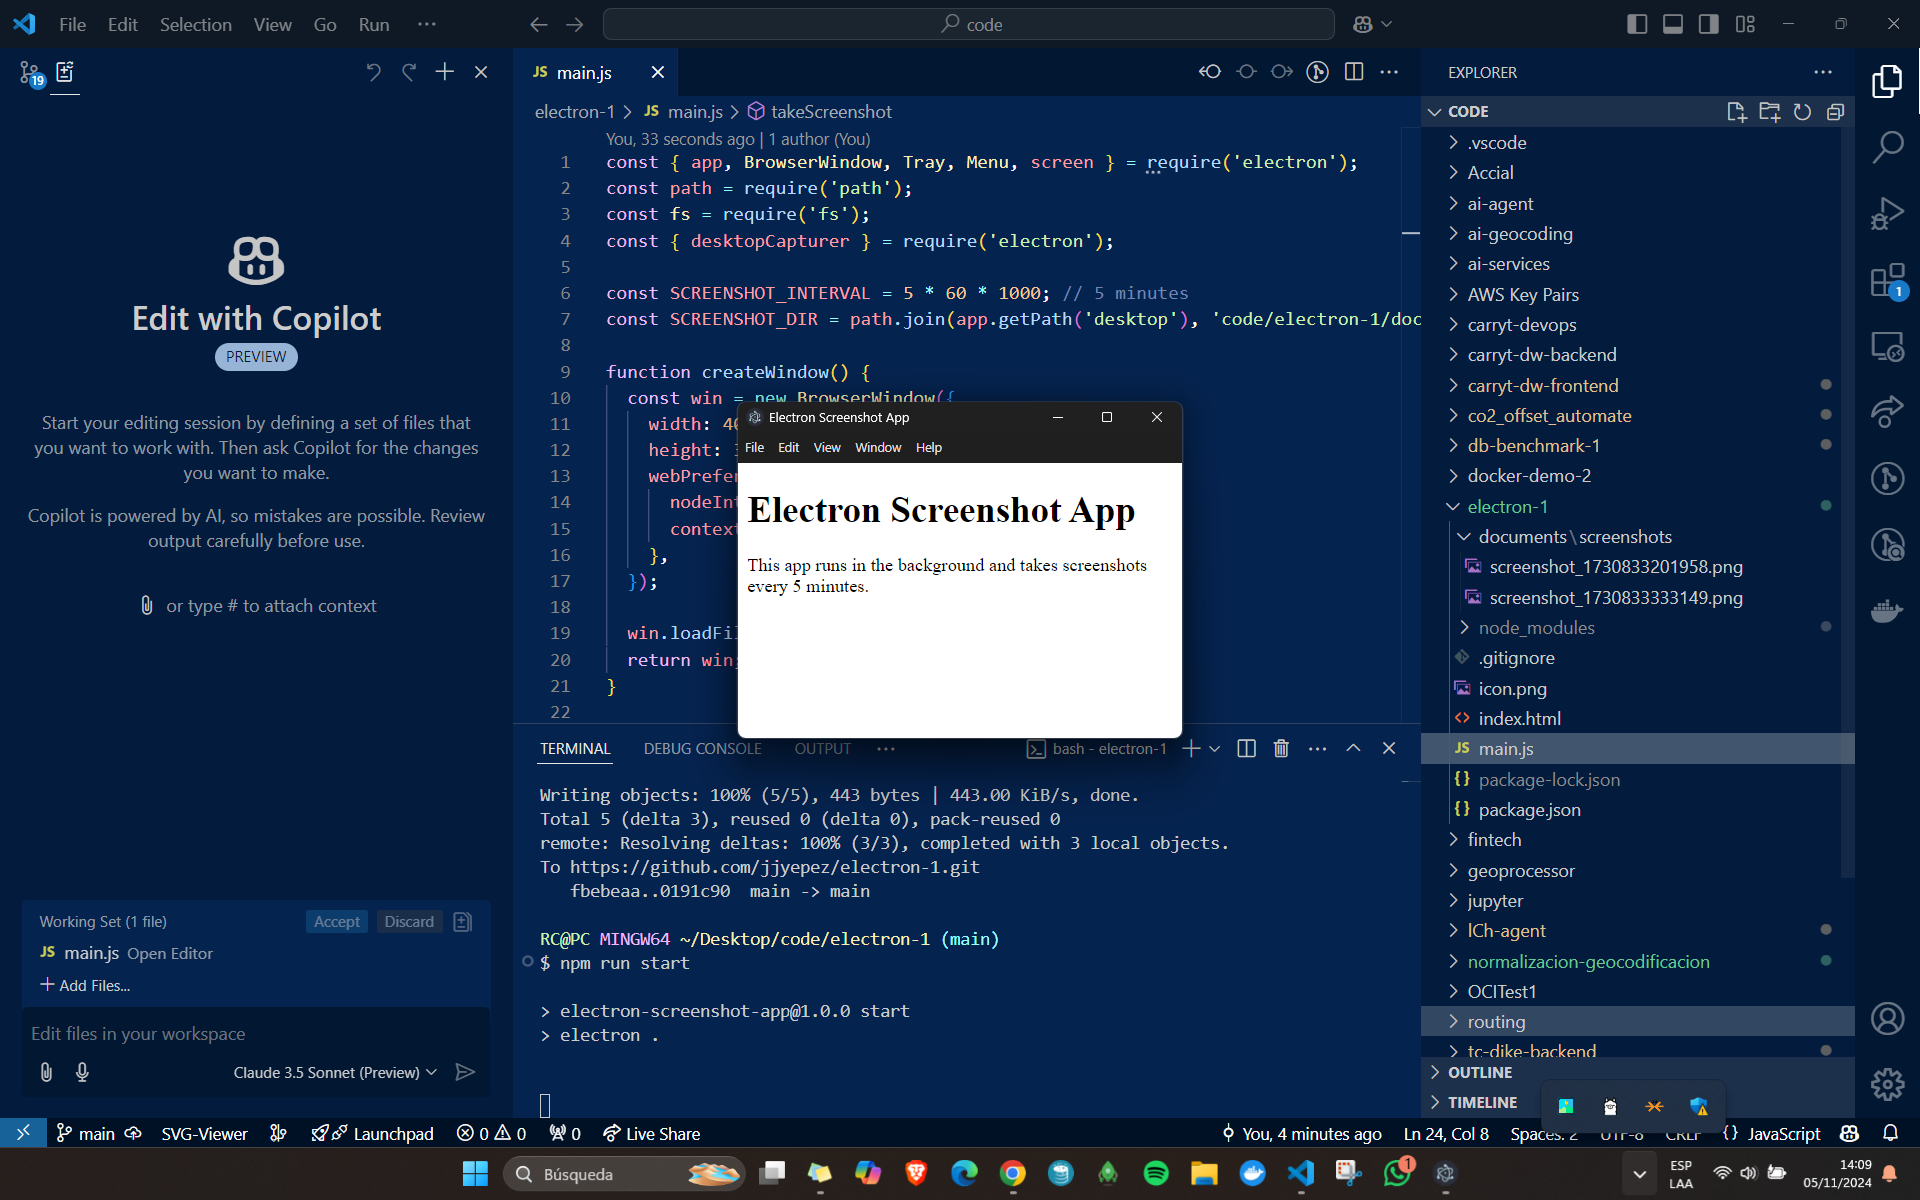 File Edit Selection View Go Run ···
code
19
Edit with Copilot
PREVIEW
Start your editing session by defining a set of files that
you want to work with. Then ask Copilot for the changes
you want to make.
Copilot is powered by AI, so mistakes are possible. Review
output carefully before use.
or type # to attach context
Working Set (1 file)
Accept
Discard
JS main.js Open Editor
+ Add Files...
Edit files in your workspace
Claude 3.5 Sonnet (Preview)
JS main.js
electron-1 > JS main.js > takeScreenshot
You, 33 seconds ago | 1 author (You)
1 const { app, BrowserWindow, Tray, Menu, screen } = require('electron');
2 const path = require('path');
3 const fs = require('fs');
4 const { desktopCapturer } = require('electron');
5
6 const SCREENSHOT_INTERVAL = 5 * 60 * 1000; // 5 minutes
7 const SCREENSHOT_DIR = path.join(app.getPath('desktop'), 'code/electron-1/doc
8
9 function createWindow() {
10 const win = new BrowserWindow({
11 width: 40
12 height:
13 webPrefer
14 nodeInt
15 context
16 },
17 });
18
19 win.loadFi
20 return win;
21 }
22
Electron Screenshot App
File Edit View Window Help
Electron Screenshot App
This app runs in the background and takes screenshots
every 5 minutes.
TERMINAL DEBUG CONSOLE OUTPUT ···
bash - electron-1
Writing objects: 100% (5/5), 443 bytes | 443.00 KiB/s, done.
Total 5 (delta 3), reused 0 (delta 0), pack-reused 0
remote: Resolving deltas: 100% (3/3), completed with 3 local objects.
To https://github.com/jjyepez/electron-1.git
fbebeaa..0191c90 main -> main
RC@PC MINGW64 ~/Desktop/code/electron-1 (main)
$ npm run start
> electron-screenshot-app@1.0.0 start
> electron .
EXPLORER
CODE
.vscode
Accial
ai-agent
ai-geocoding
ai-services
AWS Key Pairs
carryt-devops
carryt-dw-backend
carryt-dw-frontend
co2_offset_automate
db-benchmark-1
docker-demo-2
electron-1
documents\screenshots
screenshot_1730833201958.png
screenshot_1730833333149.png
node_modules
.gitignore
icon.png
<> index.html
JS main.js
{} package-lock.json
{} package.json
fintech
geoprocessor
jupyter
lCh-agent
normalizacion-geocodificacion
OCITest1
routing
tc-dike-backend
OUTLINE
TIMELINE
1
main
SVG-Viewer
Launchpad
0 0
0
Live Share
You, 4 minutes ago
Ln 24, Col 8
Spaces: 2
UTF-8
CRLF
{} JavaScript
Búsqueda
1
ESP
LAA
14:09
05/11/2024